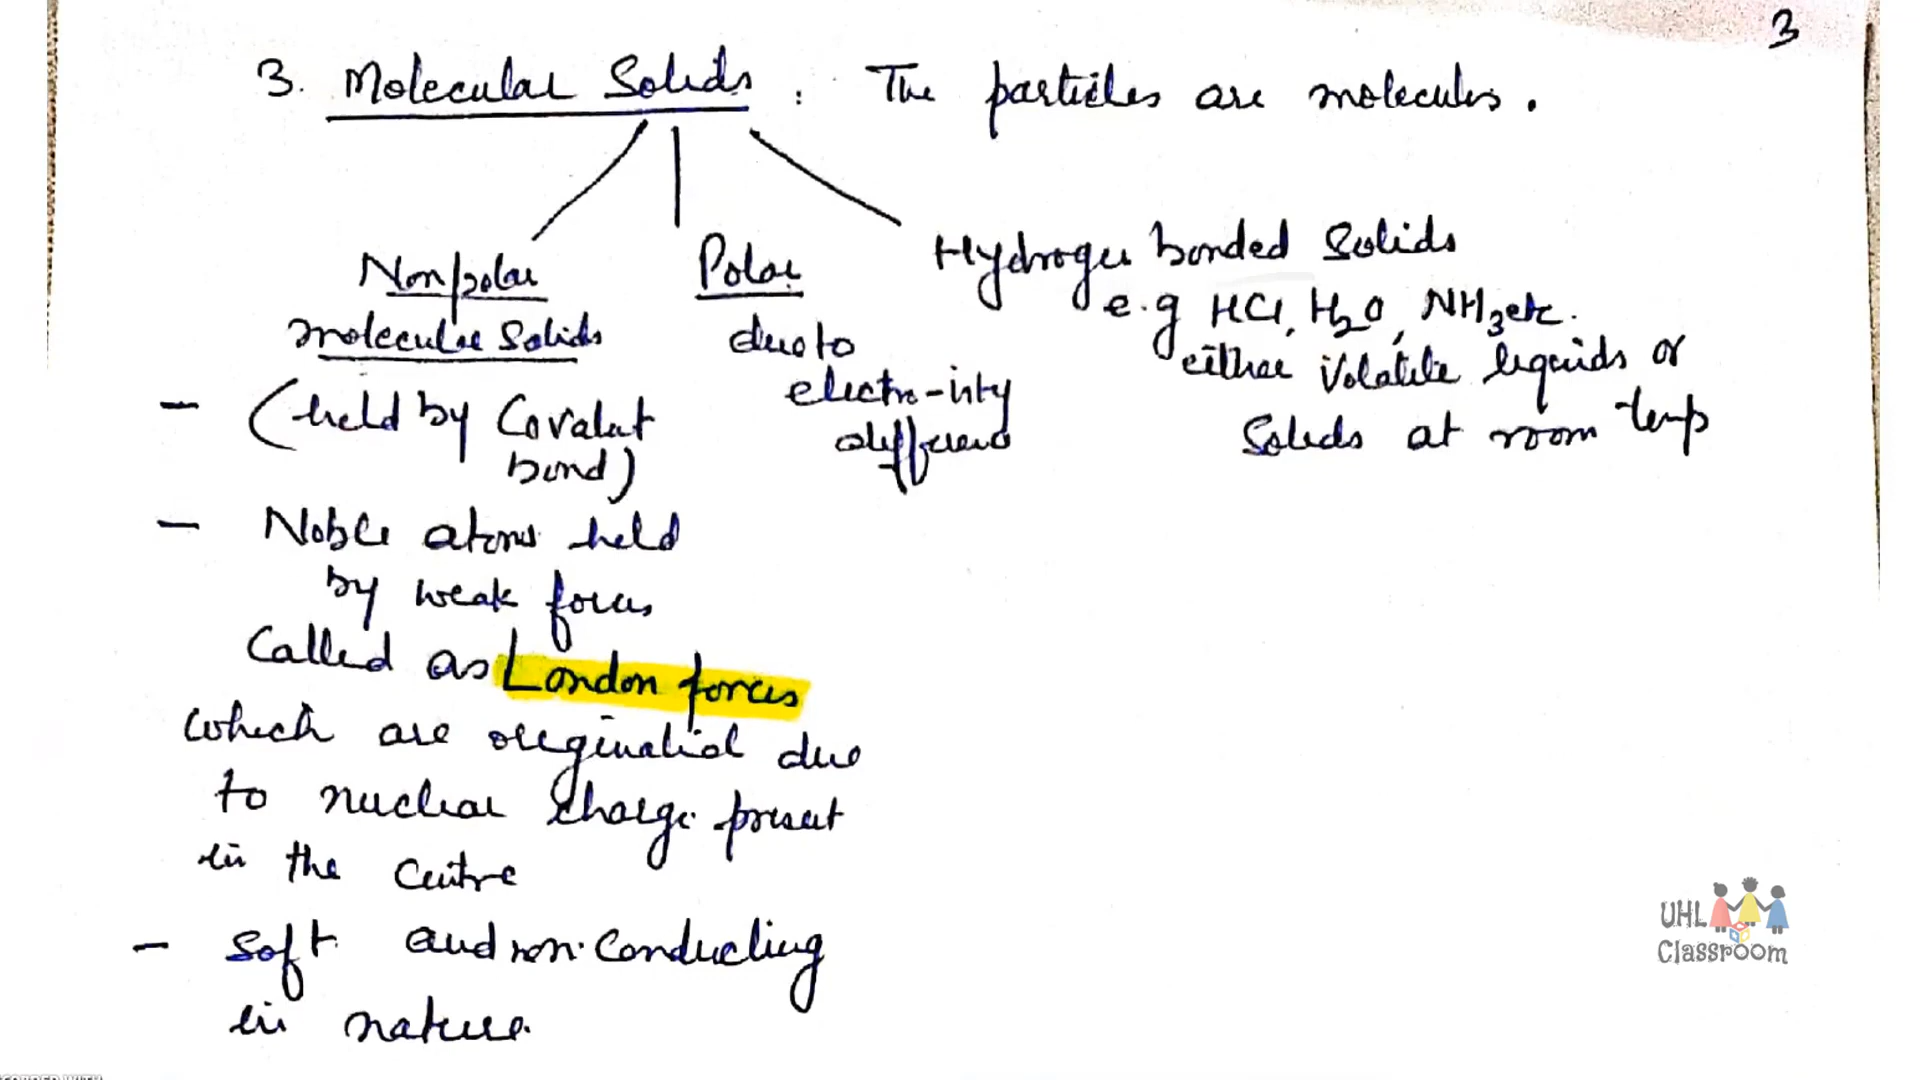 3
3. Molecular Solids : The particles are molecules.
Nonpolar
molecular Solids
- (held by Covalent
bond)
- Noble atoms held
by weak forces
Called as London forces
which are originated due
to nuclear charge present
in the centre
- Soft and non-conducting
in nature.
Polar
due to
electro-ivity
difference
Hydrogen bonded Solids
e.g HCl, H2O, NH3 etc.
either volatile liquids or
Solids at room temp
UHL
Classroom